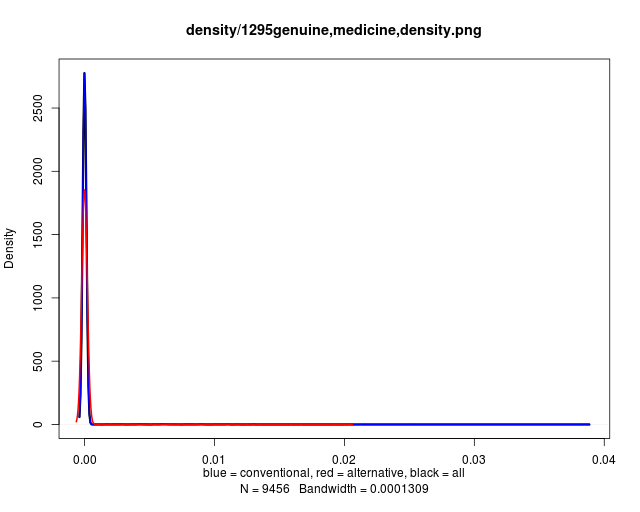 density/1295genuine,medicine,density.png
Density
2500
2000
1500
1000
500
0
0.00 0.01 0.02 0.03 0.04
blue = conventional, red = alternative, black = all
N = 9456 Bandwidth = 0.0001309